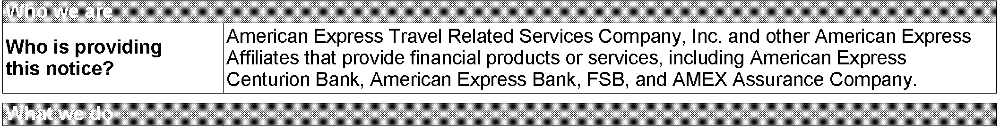 Who we are
Who is providing
this notice?
American Express Travel Related Services Company, Inc. and other American Express
Affiliates that provide financial products or services, including American Express
Centurion Bank, American Express Bank, FSB, and AMEX Assurance Company.
What we do